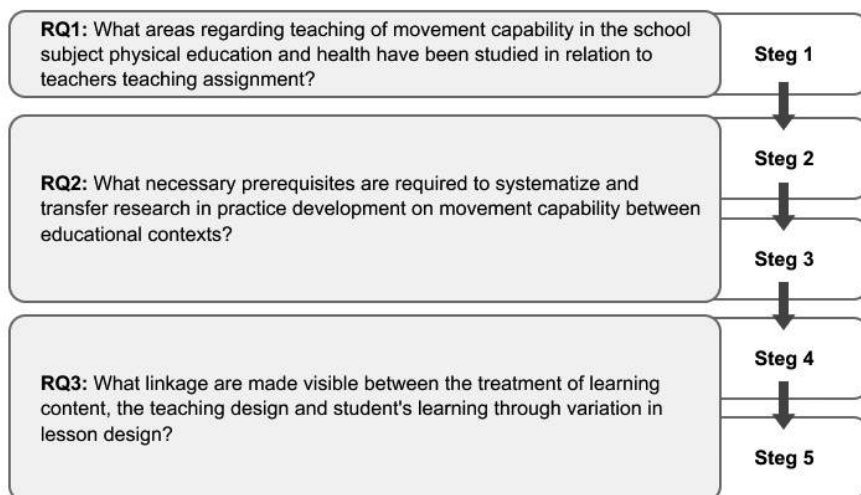 RQ1: What areas regarding teaching of movement capability in the school
subject physical education and health have been studied in relation to
teachers teaching assignment?
Steg 1
Steg 2
RQ2: What necessary prerequisites are required to systematize and
transfer research in practice development on movement capability between
educational contexts?
Steg 3
Steg 4
RQ3: What linkage are made visible between the treatment of learning
content, the teaching design and student's learning through variation in
lesson design?
Steg 5